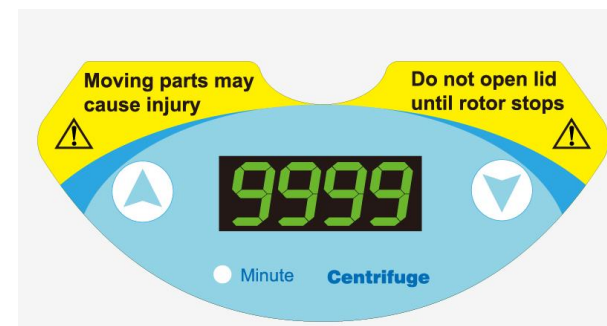 Moving parts may
cause injury
Do not open lid
until rotor stops
9999
Minute
Centrifuge